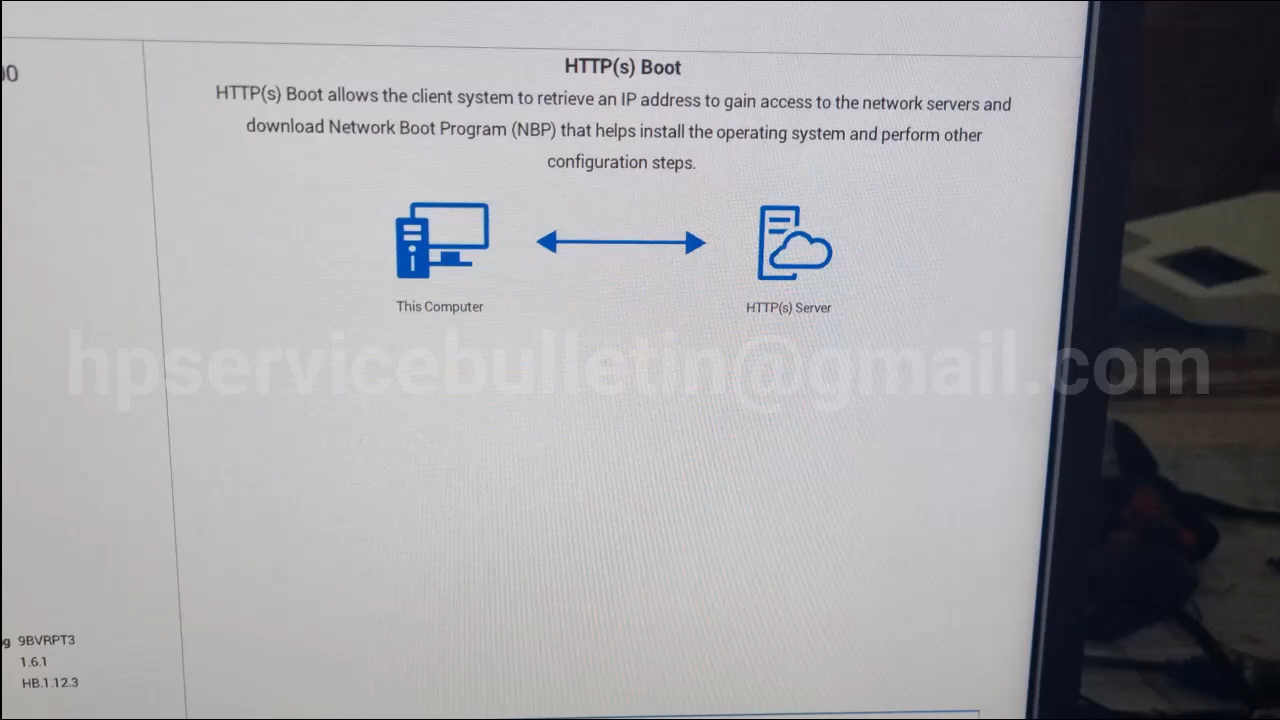 HTTP(s) Boot
00
HTTP(s) Boot allows the client system to retrieve an IP address to gain access to the network servers and
download Network Boot Program (NBP) that helps install the operating system and perform other
configuration steps.
This Computer
HTTP(s) Server
hpservicebulletin@gmail.com
g 9BVRPT3
1.6.1
HB.1.12.3